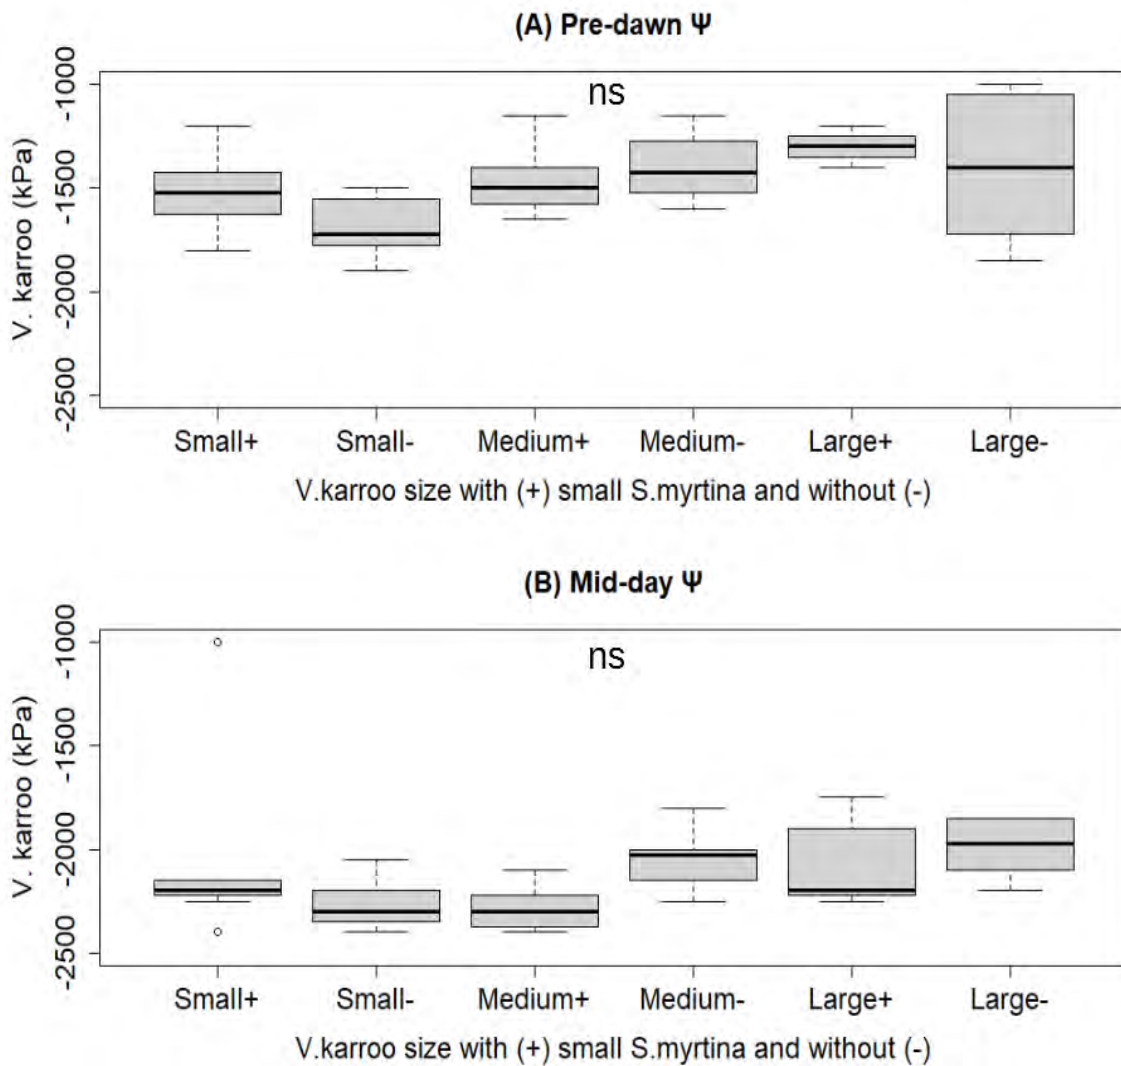 (A) Pre-dawn Ψ
ns
V. karroo (kPa)
-1000
-1500
-2000
-2500
Small+ Small- Medium+ Medium- Large+ Large-
V.karroo size with (+) small S.myrtina and without (-)
(B) Mid-day Ψ
ns
V. karroo (kPa)
-1000
-1500
-2000
-2500
Small+ Small- Medium+ Medium- Large+ Large-
V.karroo size with (+) small S.myrtina and without (-)